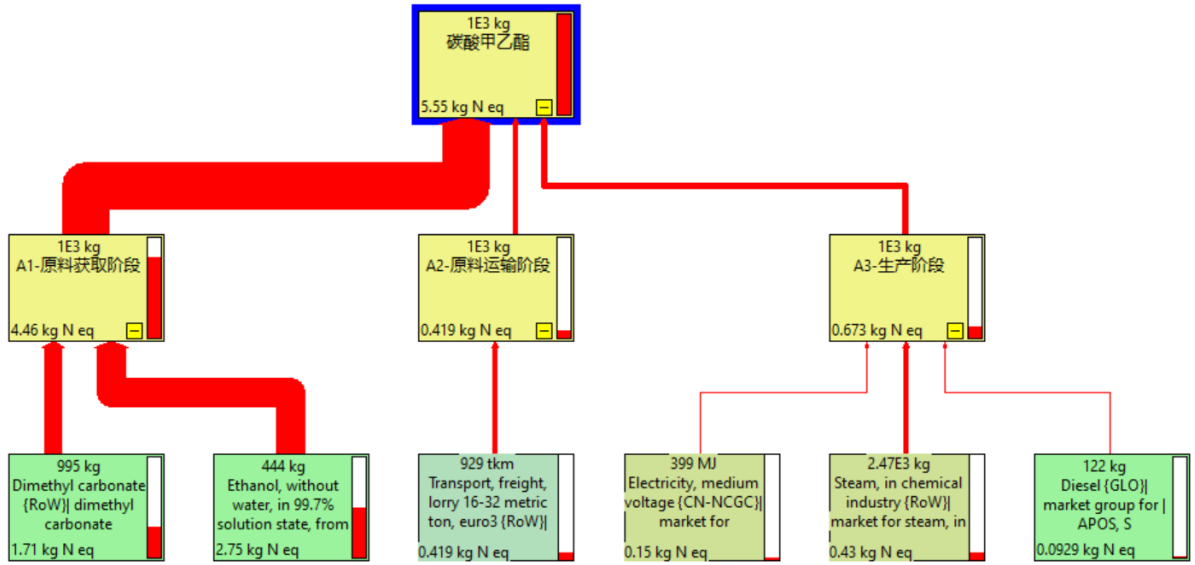 1E3 kg
碳酸甲乙酯
5.55 kg N eq
1E3 kg
A1-原料获取阶段
4.46 kg N eq
1E3 kg
A2-原料运输阶段
0.419 kg N eq
1E3 kg
A3-生产阶段
0.673 kg N eq
995 kg
Dimethyl carbonate
{RoW}| dimethyl
carbonate
1.71 kg N eq
444 kg
Ethanol, without
water, in 99.7%
solution state, from
2.75 kg N eq
929 tkm
Transport, freight,
lorry 16-32 metric
ton, euro3 {RoW}|
0.419 kg N eq
399 MJ
Electricity, medium
voltage {CN-NCGC}|
market for
0.15 kg N eq
2.47E3 kg
Steam, in chemical
industry {RoW}|
market for steam, in
0.43 kg N eq
122 kg
Diesel {GLO}|
market group for |
APOS, S
0.0929 kg N eq